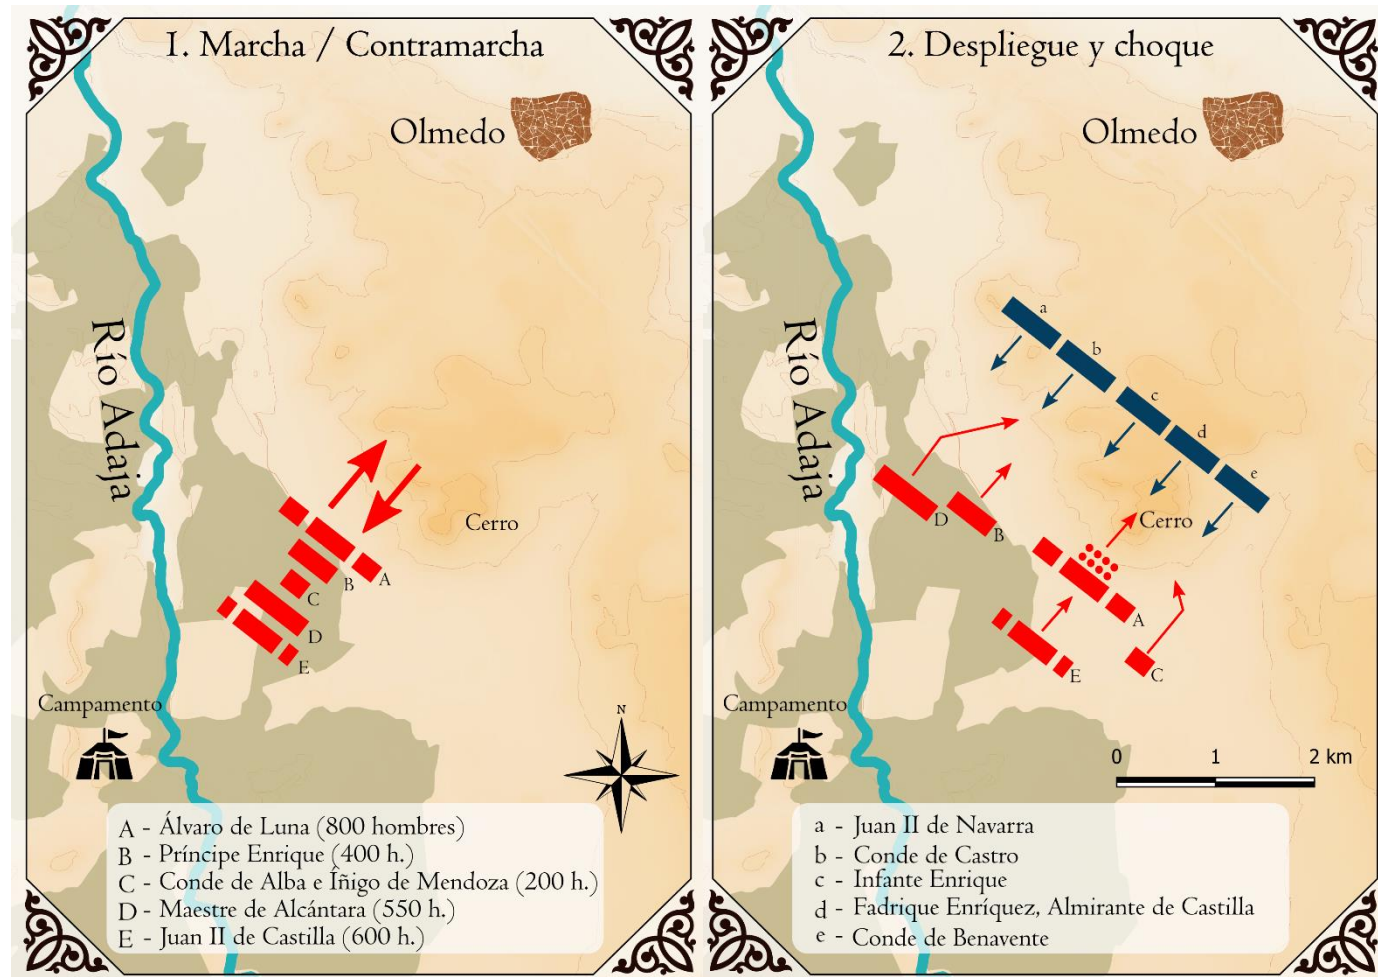 1. Marcha / Contramarcha
Olmedo
Río Adaja
Cerro
A
B
C
D
E
Campamento
N
A - Álvaro de Luna (800 hombres)
B - Príncipe Enrique (400 h.)
C - Conde de Alba e Íñigo de Mendoza (200 h.)
D - Maestre de Alcántara (550 h.)
E - Juan II de Castilla (600 h.)
2. Despliegue y choque
Olmedo
a
b
Río Adaja
c
d
e
D
B
Cerro
A
E
C
Campamento
0 1 2 km
a - Juan II de Navarra
b - Conde de Castro
c - Infante Enrique
d - Fadrique Enríquez, Almirante de Castilla
e - Conde de Benavente